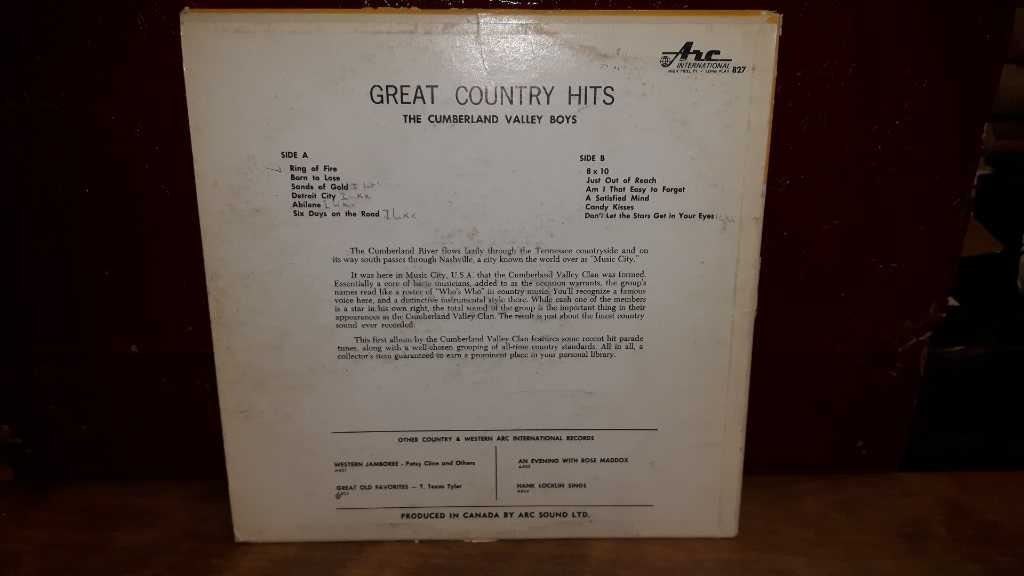 Arc
INTERNATIONAL
HIGH FIDELITY • LONG PLAY 827
GREAT COUNTRY HITS
THE CUMBERLAND VALLEY BOYS
SIDE A
Ring of Fire
Born to Lose
Sands of Gold I
Detroit City I Like
Abilene I
Six Days on the Road I Like
SIDE B
8 x 10
Just Out of Reach
Am I That Easy to Forget
A Satisfied Mind
Candy Kisses
Don't Let the Stars Get in Your Eyes
The Cumberland River flows lazily through the Tennessee countryside and on
its way south passes through Nashville, a city known the world over as "Music City."
It was here in Music City, U.S.A. that the Cumberland Valley Clan was formed.
Essentially a core of basic musicians, added to as the occasion warrants, the group's
names read like a roster of "Who's Who" in country music. You'll recognize a famous
voice here, and a distinctive instrumental style there. While each one of the members
is a star in his own right, the total sound of the group is the important thing in their
appearances as the Cumberland Valley Clan. The result is just about the finest country
sound ever recorded.
This first album by the Cumberland Valley Clan features some recent hit parade
tunes, along with a well-chosen grouping of all-time country standards. All in all, a
collector's item guaranteed to earn a prominent place in your personal library.
OTHER COUNTRY & WESTERN ARC INTERNATIONAL RECORDS
WESTERN JAMBOREE - Patsy Cline and Others
GREAT OLD FAVORITES — T. Texas Tyler
AN EVENING WITH ROSE MADDOX
HANK LOCKLIN SINGS
PRODUCED IN CANADA BY ARC SOUND LTD.